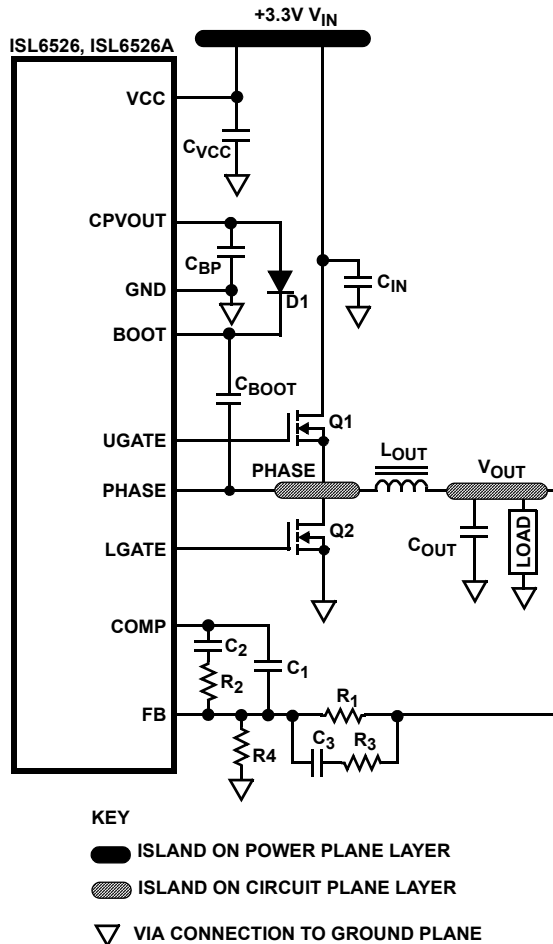 +3.3V VIN
ISL6526, ISL6526A
VCC
CVCC
CPVOUT
CBP
D1
GND
CIN
BOOT
CBOOT
Q1
UGATE
LOUT
PHASE
PHASE
VOUT
Q2
COUT
LOAD
LGATE
COMP
C2
C1
R2
R1
FB
C3
R3
R4
KEY
ISLAND ON POWER PLANE LAYER
ISLAND ON CIRCUIT PLANE LAYER
VIA CONNECTION TO GROUND PLANE